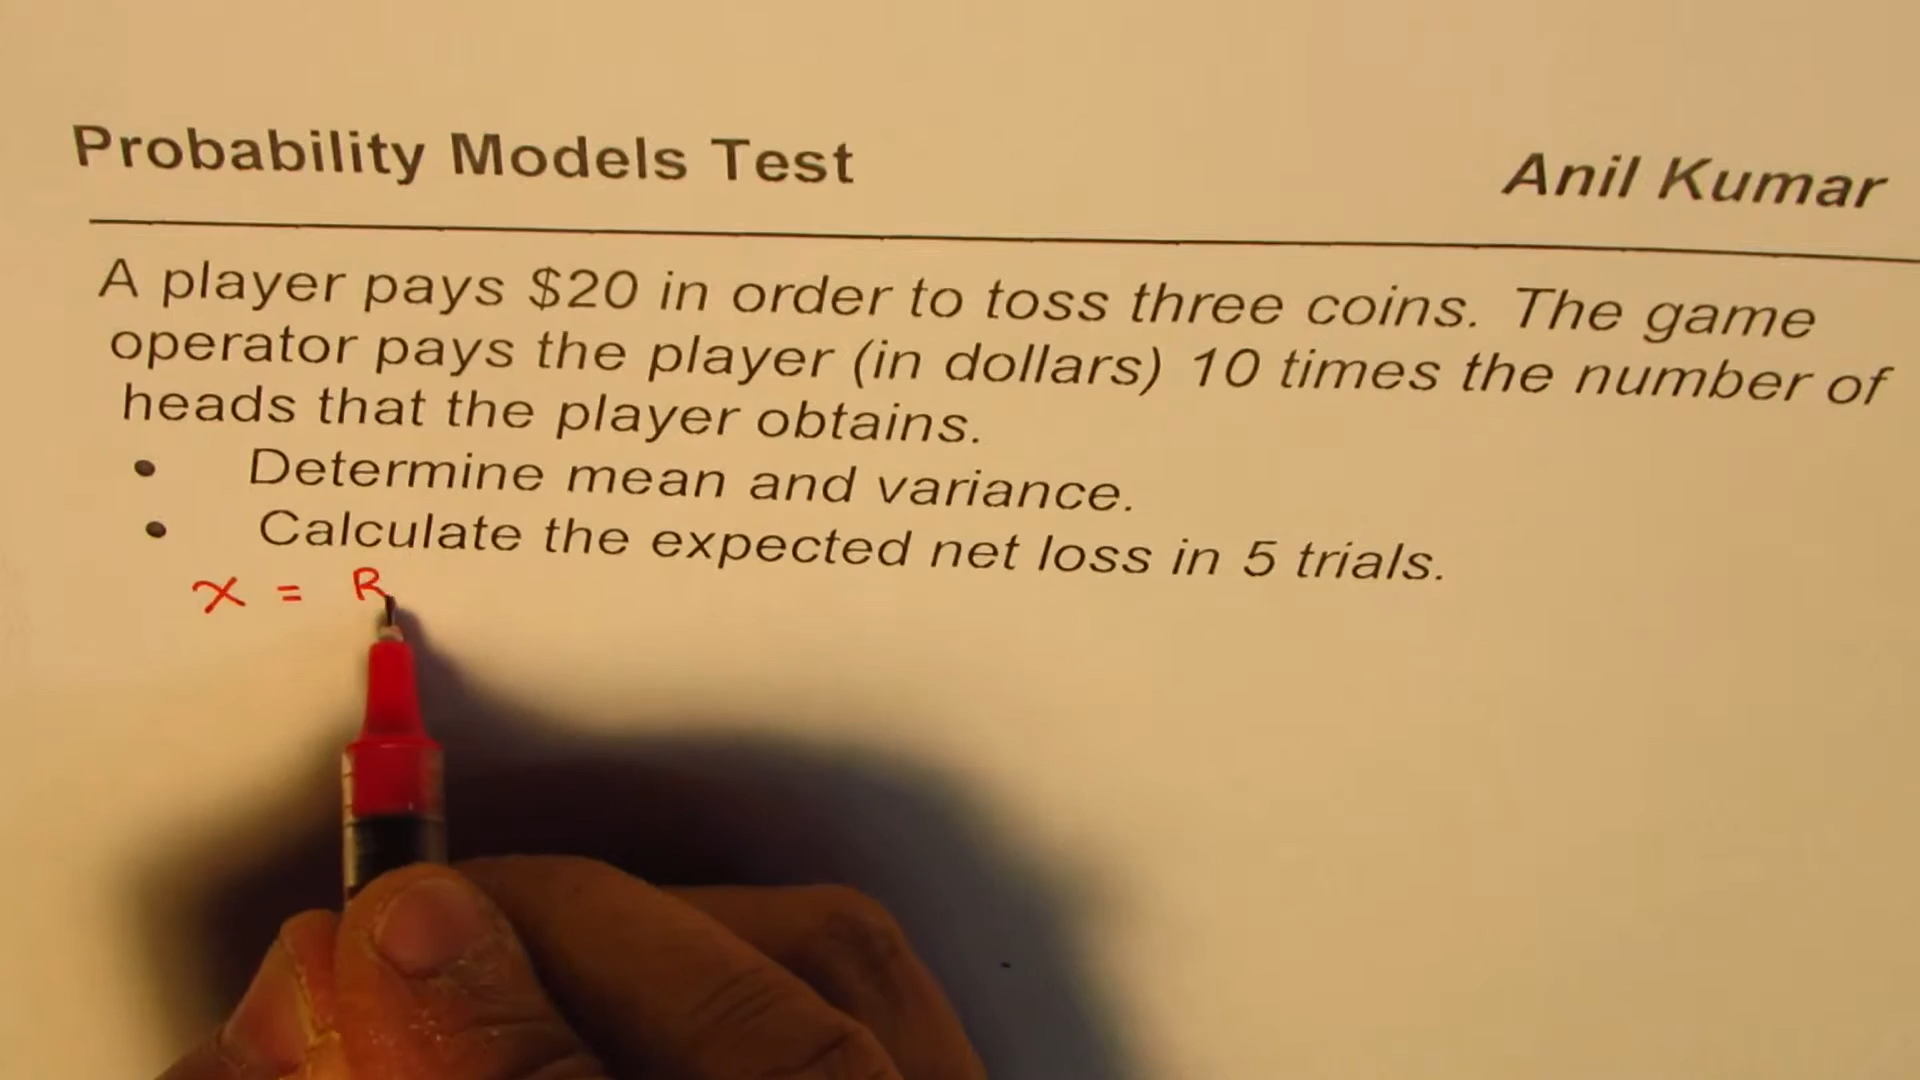 Probability Models Test
Anil Kumar
A player pays $20 in order to toss three coins. The game
operator pays the player (in dollars) 10 times the number of
heads that the player obtains.
• Determine mean and variance.
• Calculate the expected net loss in 5 trials.
x = R